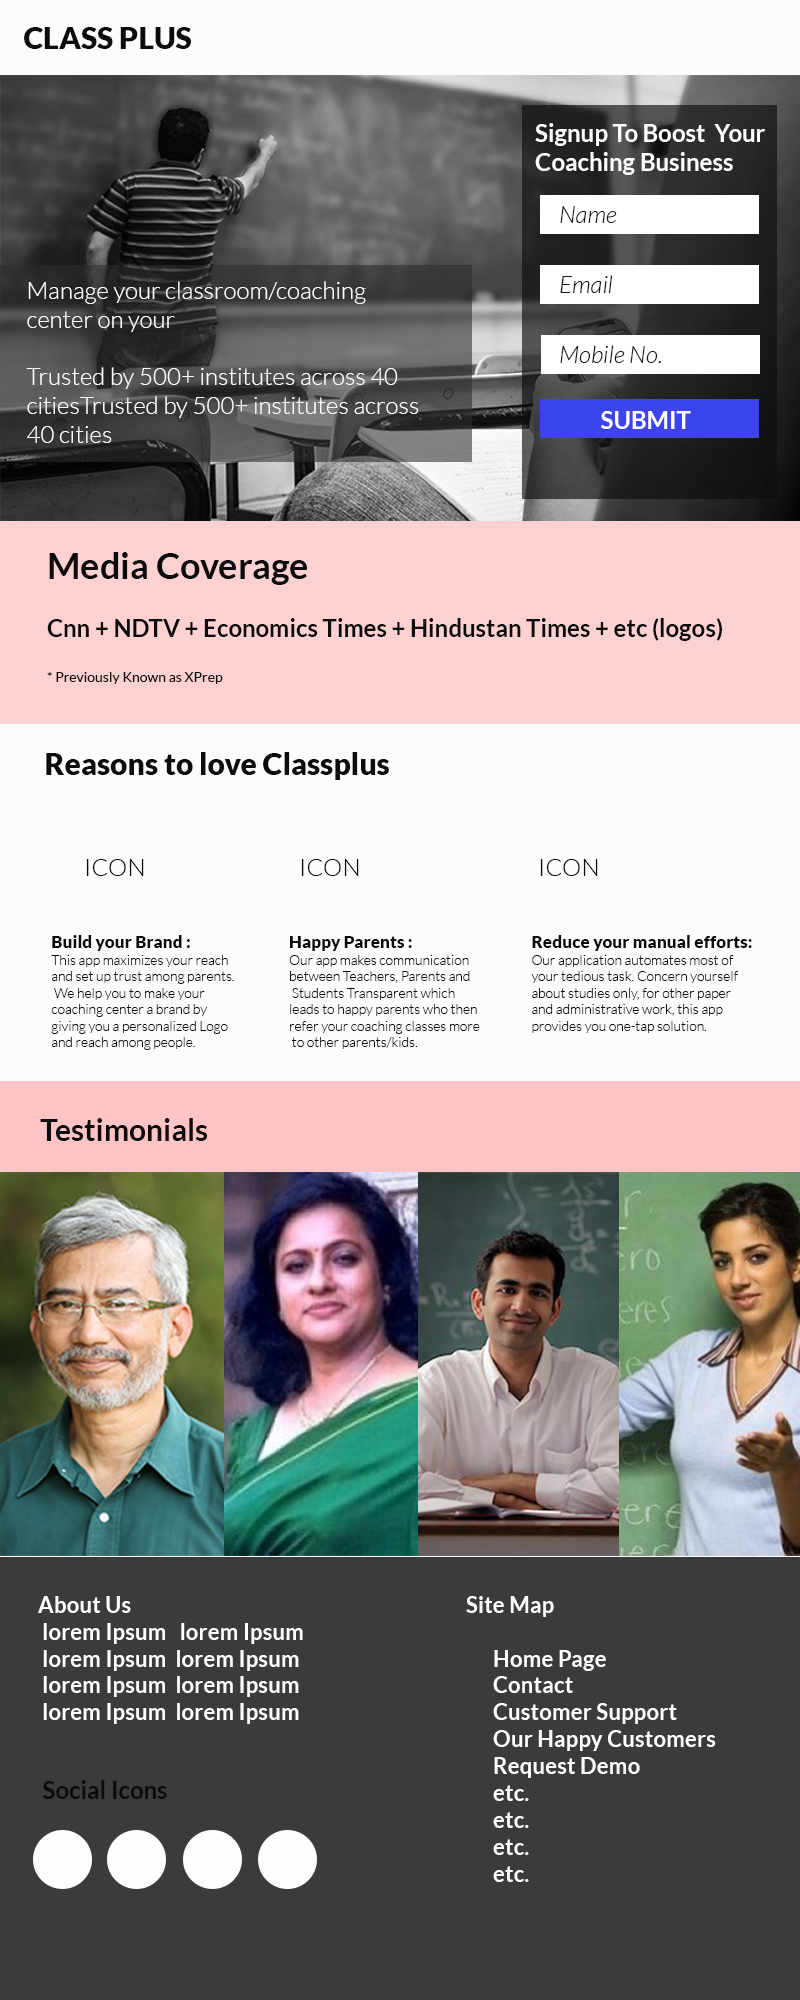 CLASS PLUS
Signup To Boost  Your
Coaching Business
Name
Email
Mobile No.
SUBMIT
Manage your classroom/coaching
center on your
Trusted by 500+ institutes across 40
citiesTrusted by 500+ institutes across
40 cities
Media Coverage
Cnn + NDTV + Economics Times + Hindustan Times + etc (logos)
* Previously Known as XPrep
Reasons to love Classplus
ICON
ICON
ICON
Build your Brand :
This app maximizes your reach
and set up trust among parents.
We help you to make your
coaching center a brand by
giving you a personalized Logo
and reach among people.
Happy Parents :
Our app makes communication
between Teachers, Parents and
Students Transparent which
leads to happy parents who then
refer your coaching classes more
to other parents/kids.
Reduce your manual efforts:
Our application automates most of
your tedious task. Concern yourself
about studies only, for other paper
and administrative work, this app
provides you one-tap solution.
Testimonials
About Us
lorem Ipsum  lorem Ipsum
lorem Ipsum  lorem Ipsum
lorem Ipsum  lorem Ipsum
lorem Ipsum  lorem Ipsum
Social Icons
Site Map
Home Page
Contact
Customer Support
Our Happy Customers
Request Demo
etc.
etc.
etc.
etc.